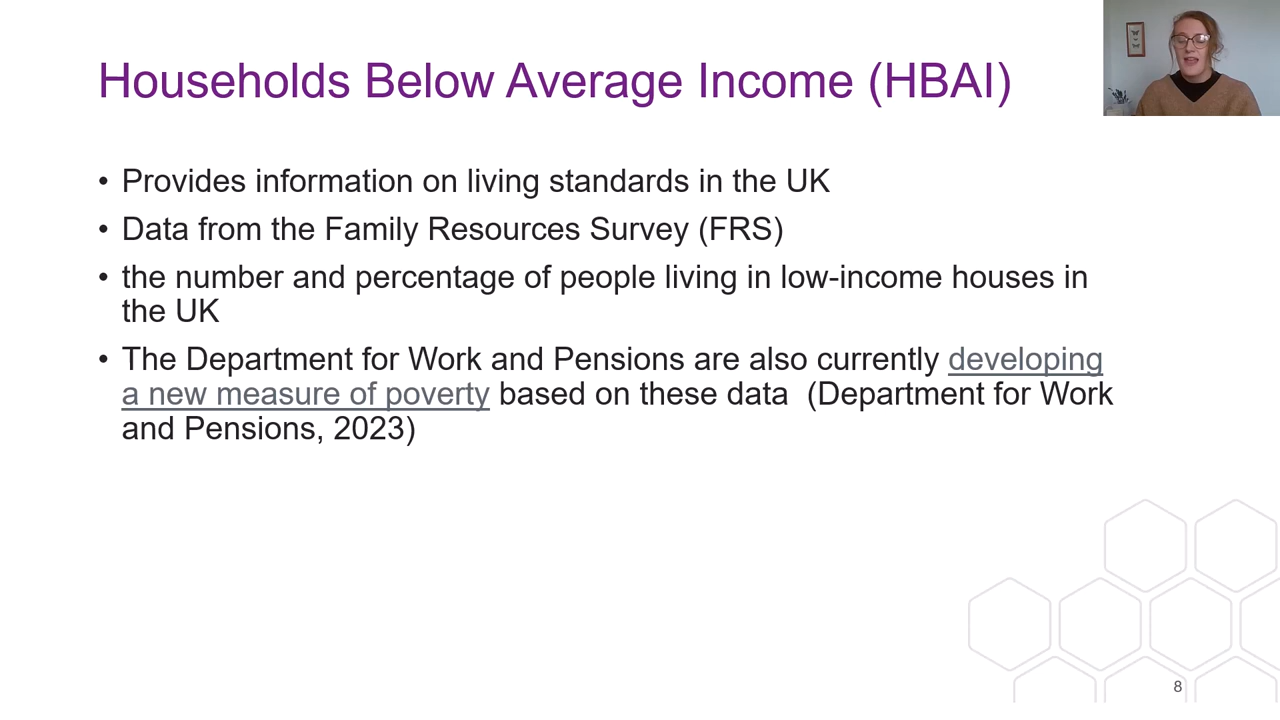 Households Below Average Income (HBAI)
• Provides information on living standards in the UK
• Data from the Family Resources Survey (FRS)
• the number and percentage of people living in low-income houses in
the UK
• The Department for Work and Pensions are also currently developing
a new measure of poverty based on these data  (Department for Work
and Pensions, 2023)
8